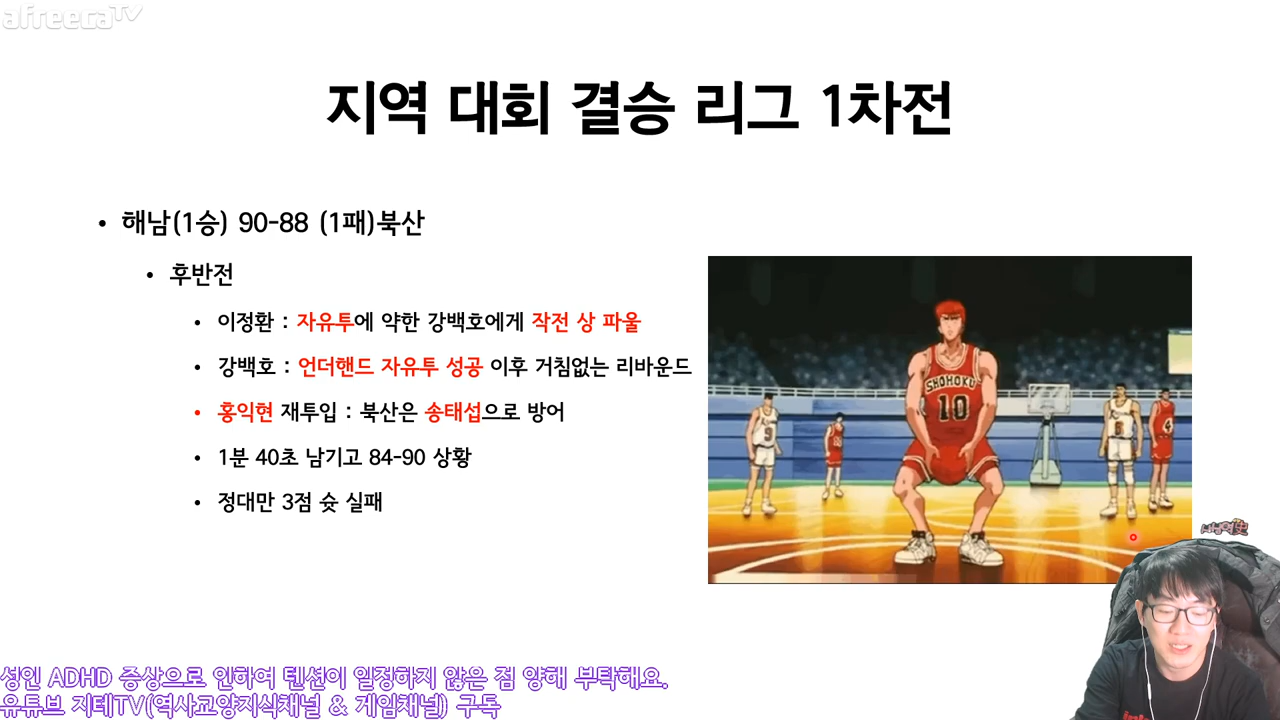 afreecaTV
지역 대회 결승 리그 1차전
• 해남(1승) 90-88 (1패)북산
• 후반전
• 이정환 : 자유투에 약한 강백호에게 작전 상 파울
• 강백호 : 언더핸드 자유투 성공 이후 거침없는 리바운드
• 홍익현 재투입 : 북산은 송태섭으로 방어
• 1분 40초 남기고 84-90 상황
• 정대만 3점 슛 실패
SHOHOKU
10
9
6
4
성인 ADHD 증상으로 인하여 텐션이 일정하지 않은 점 양해 부탁해요.
유튜브 지테TV(역사교양지식채널 & 게임채널) 구독